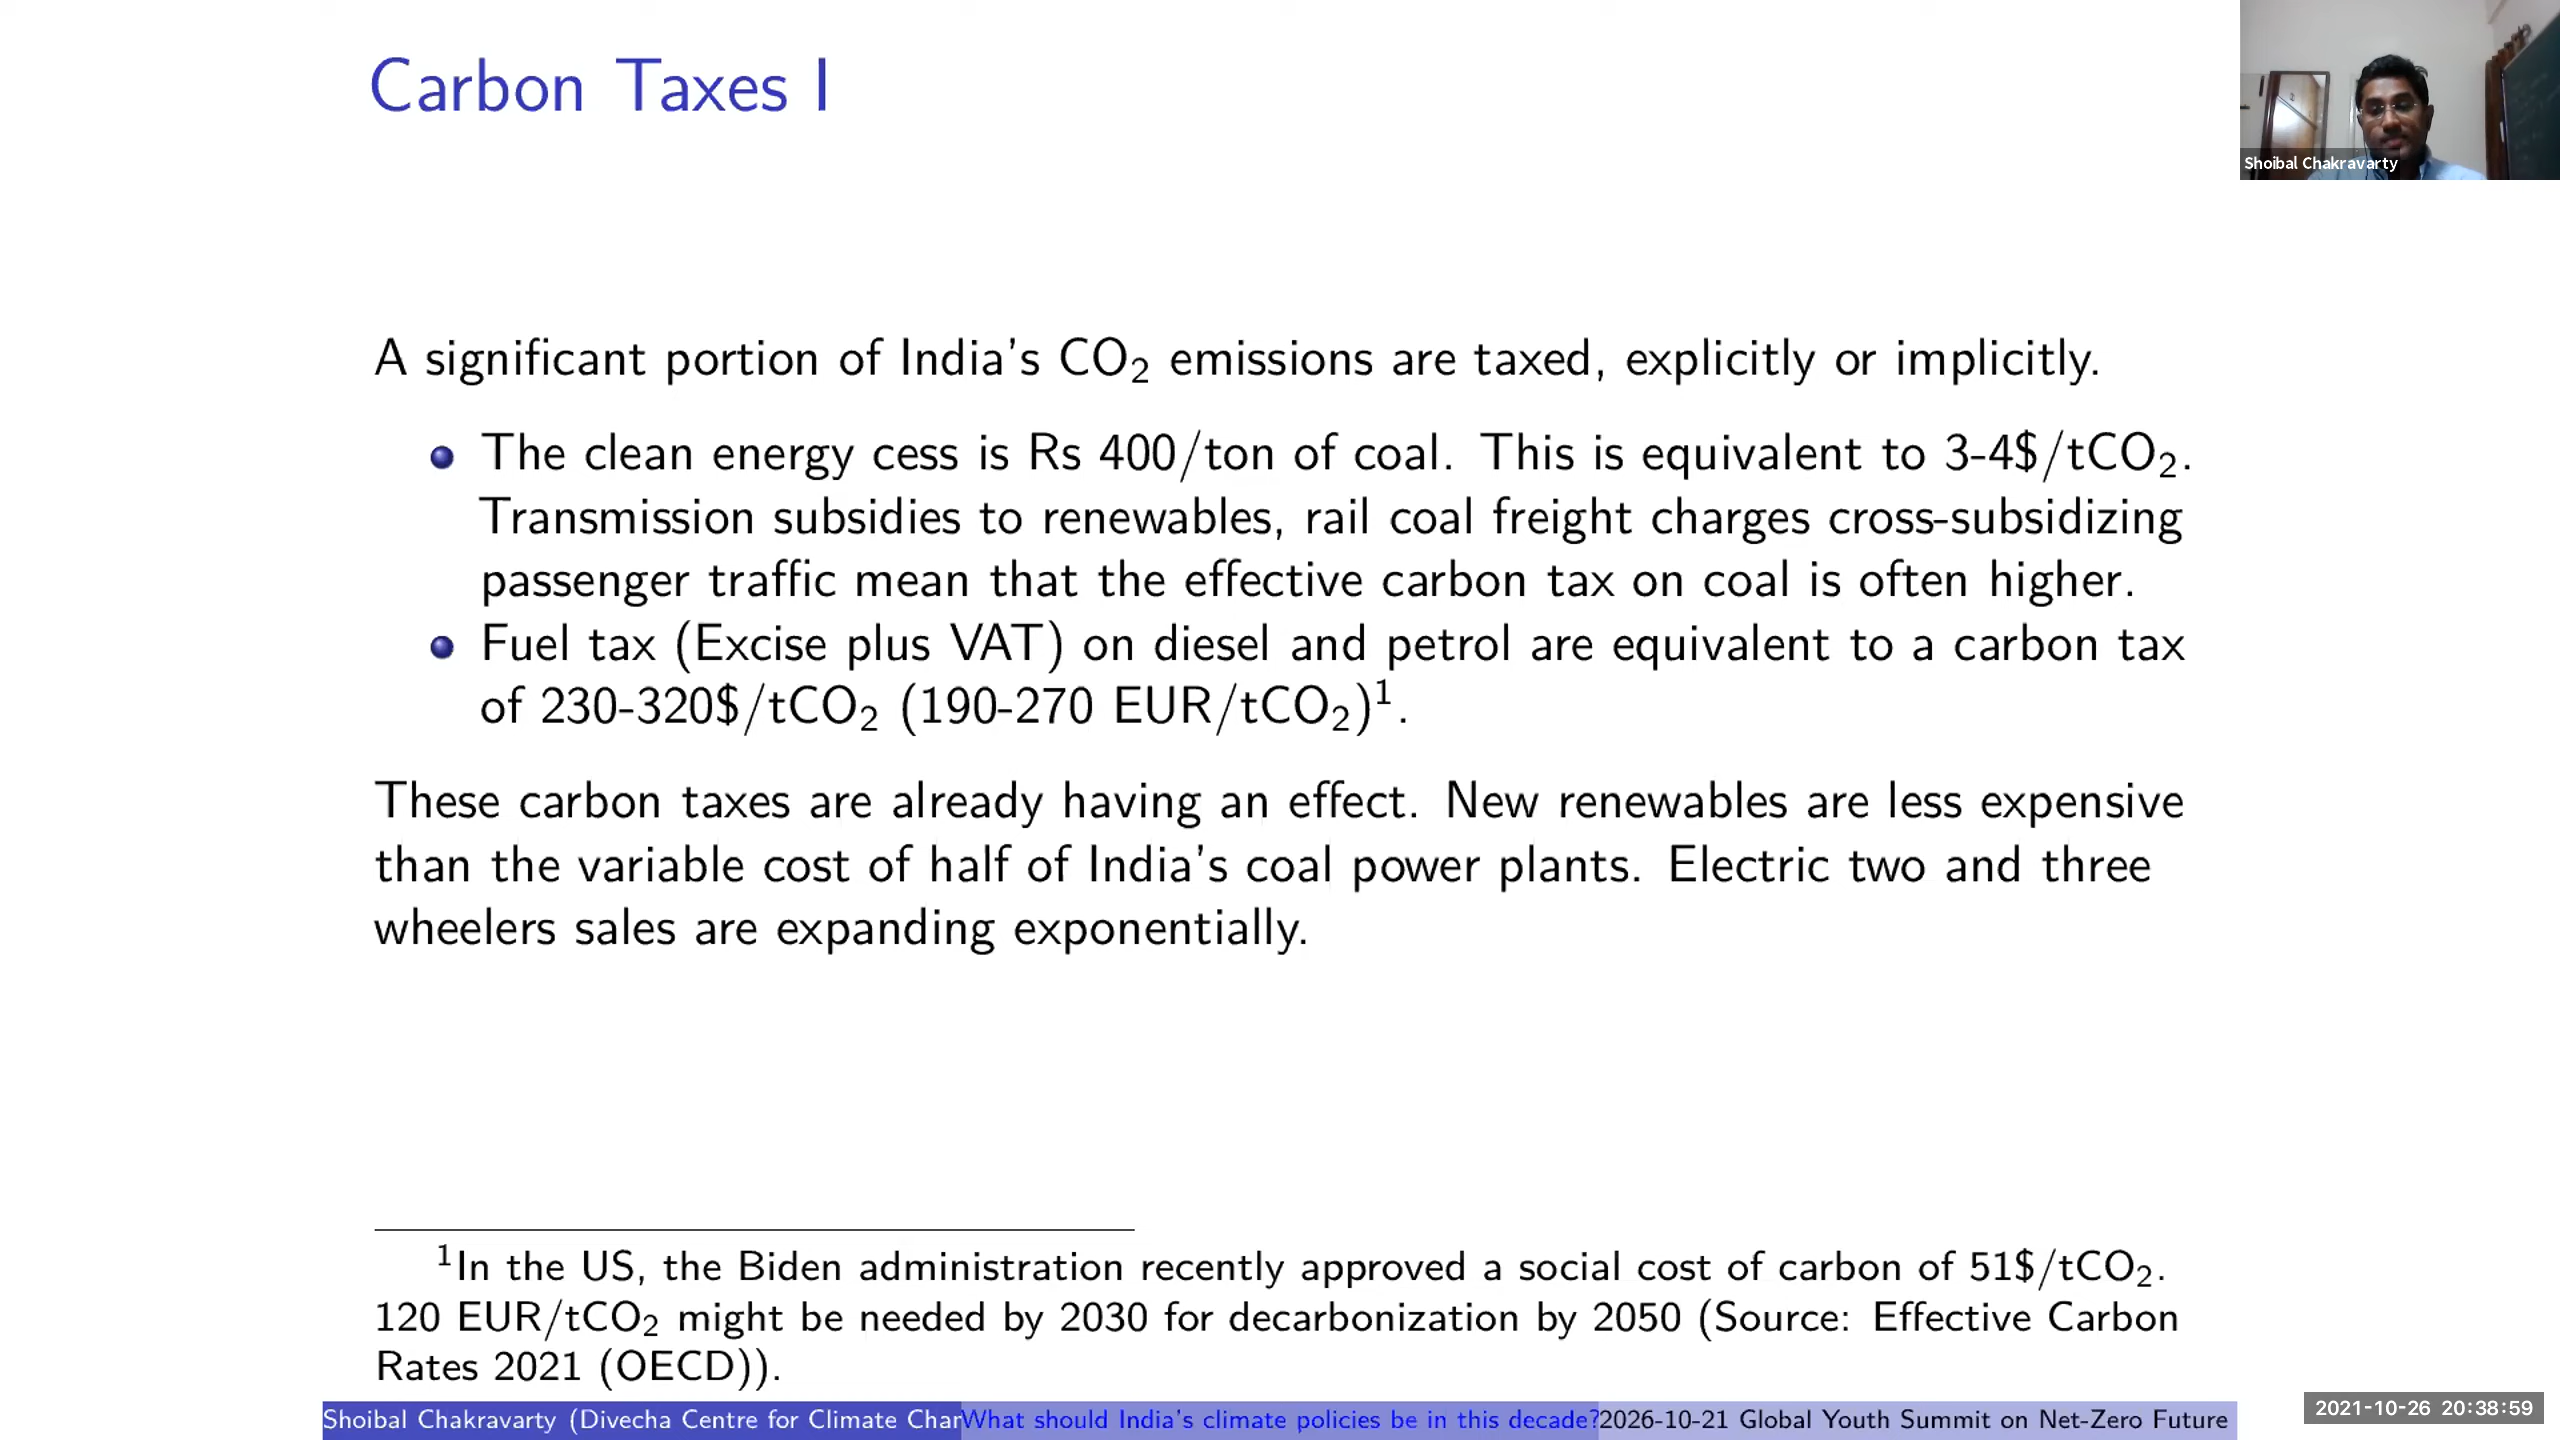 Carbon Taxes I
Shoibal Chakravarty
A significant portion of India's CO₂ emissions are taxed, explicitly or implicitly.
The clean energy cess is Rs 400/ton of coal. This is equivalent to 3-4$/tCO₂.
Transmission subsidies to renewables, rail coal freight charges cross-subsidizing
passenger traffic mean that the effective carbon tax on coal is often higher.
Fuel tax (Excise plus VAT) on diesel and petrol are equivalent to a carbon tax
of 230-320$/tCO₂ (190-270 EUR/tCO₂)¹.
These carbon taxes are already having an effect. New renewables are less expensive
than the variable cost of half of India's coal power plants. Electric two and three
wheelers sales are expanding exponentially.
¹In the US, the Biden administration recently approved a social cost of carbon of 51$/tCO₂.
120 EUR/tCO₂ might be needed by 2030 for decarbonization by 2050 (Source: Effective Carbon
Rates 2021 (OECD)).
Shoibal Chakravarty (Divecha Centre for Climate Char What should India's climate policies be in this decade? 2026-10-21 Global Youth Summit on Net-Zero Future
2021-10-26 20:38:59